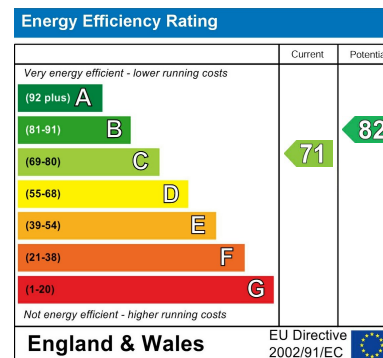 Energy Efficiency Rating
Current
Potential
Very energy efficient - lower running costs
(92 plus) A
(81-91) B
82
(69-80) C
71
(55-68) D
(39-54) E
(21-38) F
(1-20) G
Not energy efficient - higher running costs
England & Wales
EU Directive
2002/91/EC